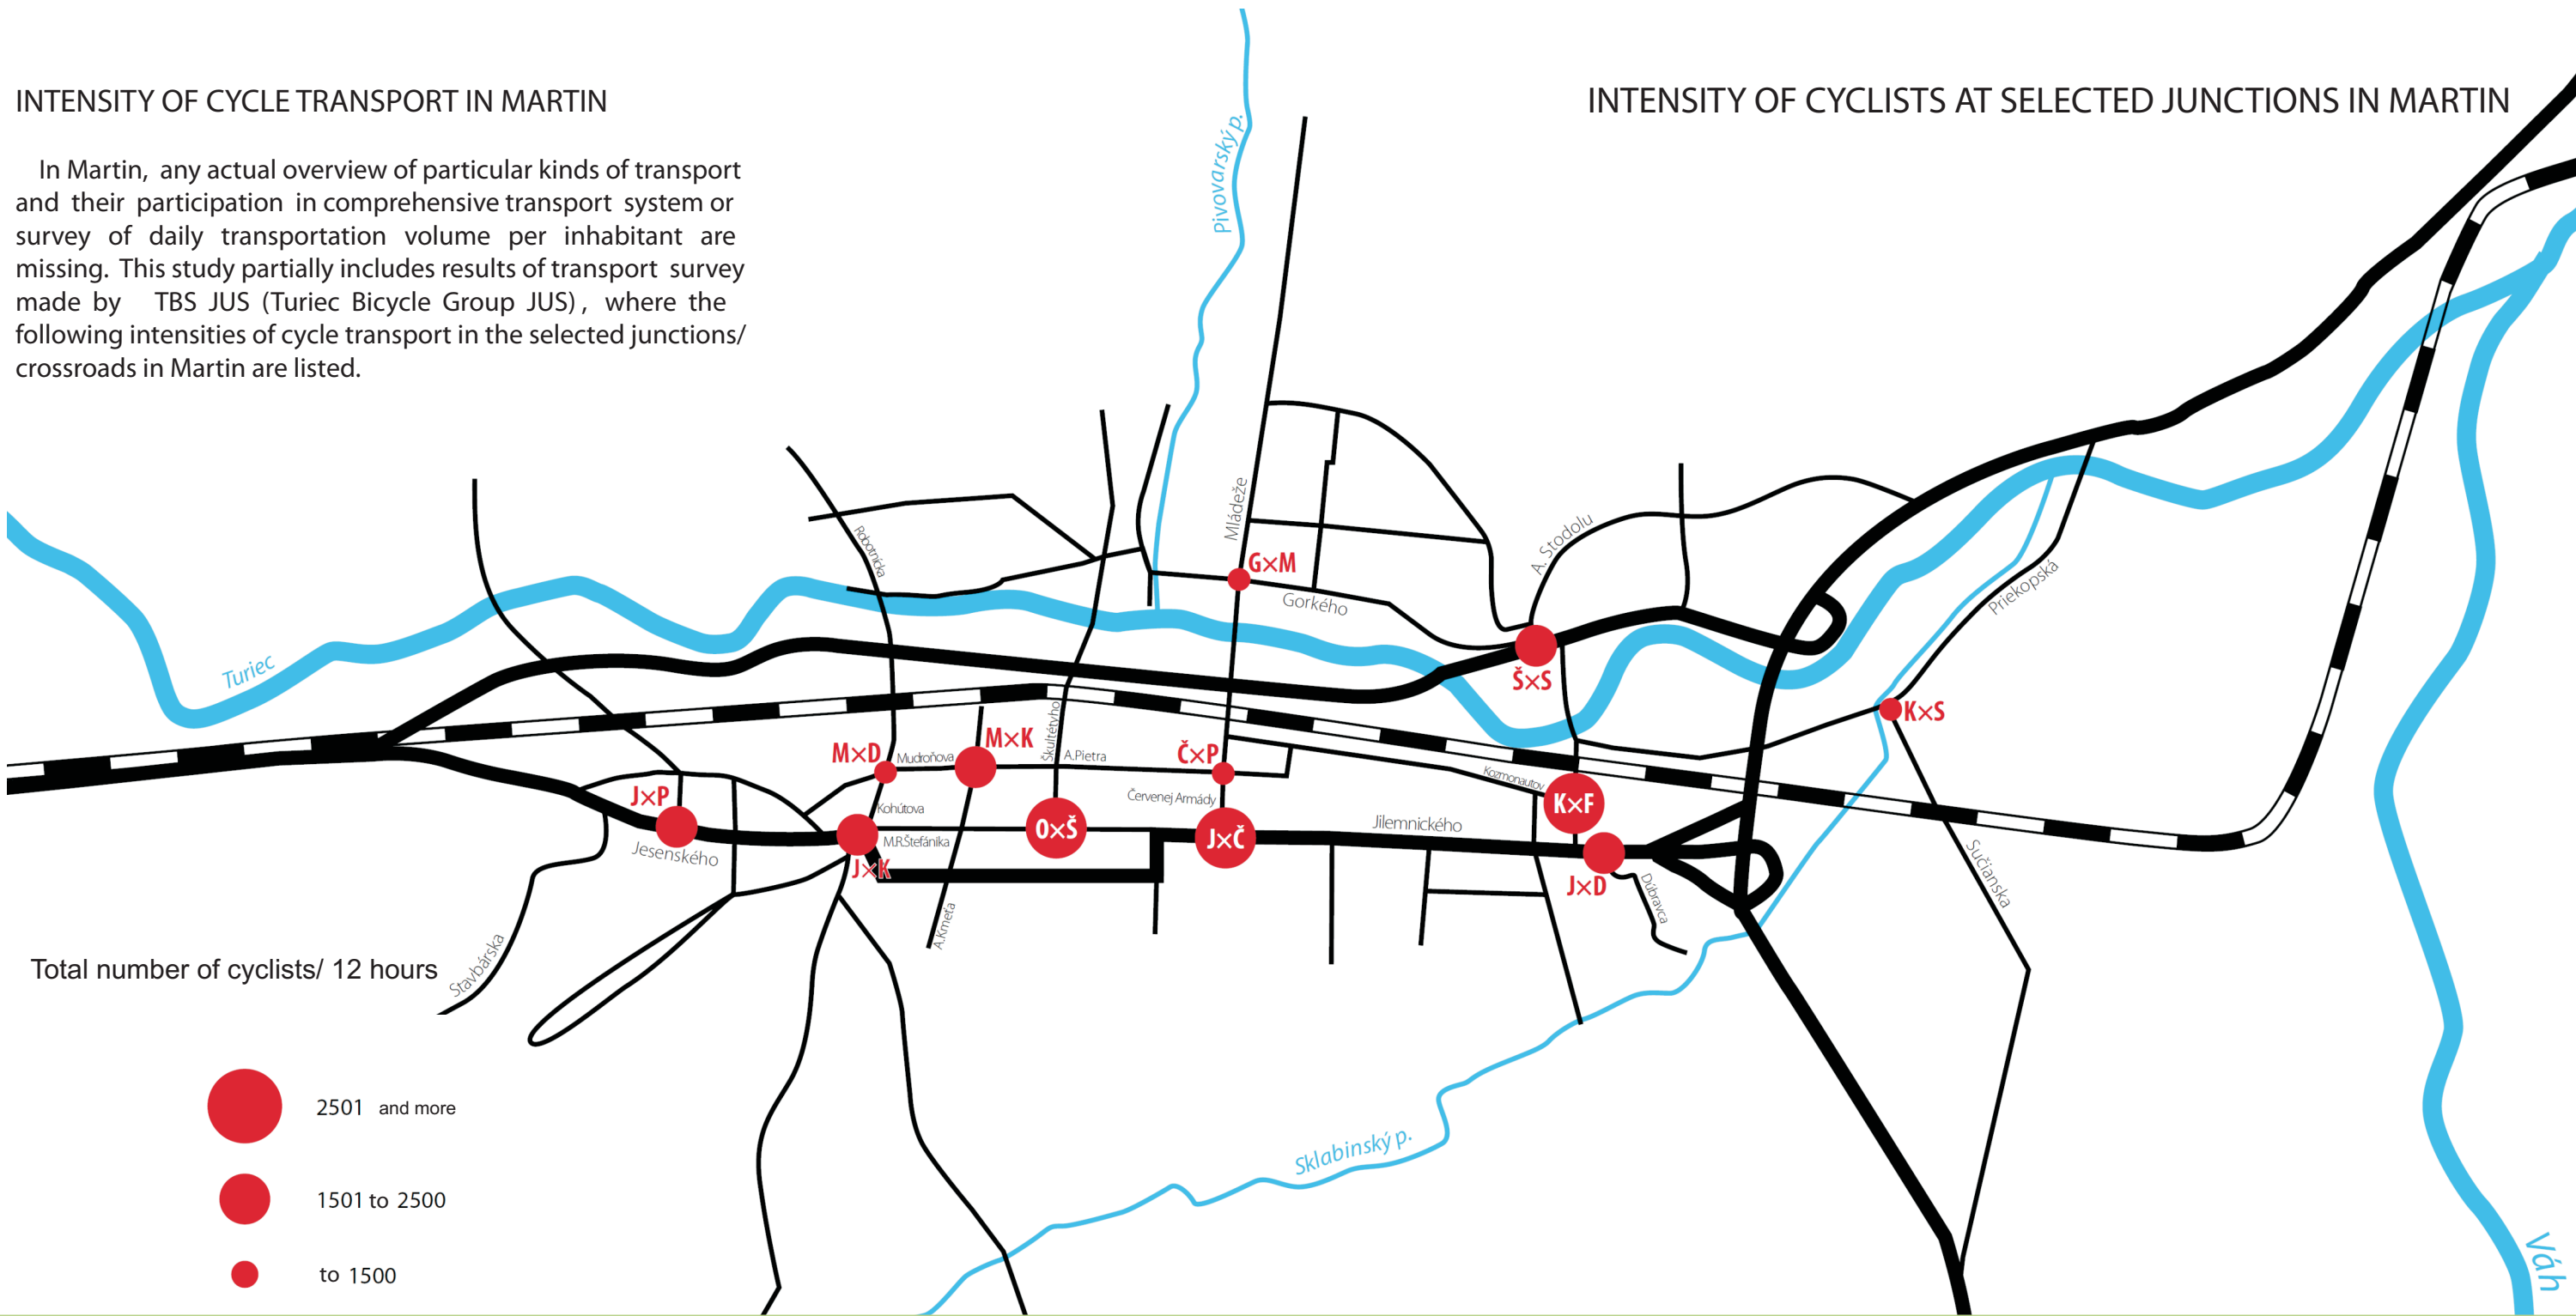 INTENSITY OF CYCLE TRANSPORT IN MARTIN
INTENSITY OF CYCLISTS AT SELECTED JUNCTIONS IN MARTIN
In Martin, any actual overview of particular kinds of transport
and their participation in comprehensive transport system or
survey of daily transportation volume per inhabitant are
missing. This study partially includes results of transport survey
made by TBS JUS (Turiec Bicycle Group JUS), where the
following intensities of cycle transport in the selected junctions/
crossroads in Martin are listed.
Pivovarský p.
Mládeže
Robotnícka
A. Stodolu
G×M
Gorkého
Priekopská
Turiec
Š×S
K×S
Škultétyho
M×D
Mudroňova
M×K
A.Pietra
Č×P
Kozmonautov
J×P
Kohútova
Červenej Armády
K×F
Jesenského
M.R.Štefánika
O×Š
J×Č
Jilemnického
J×K
J×D
Dúbravca
Sučianska
A.Kmeťa
Stavbárska
Total number of cyclists/ 12 hours
2501 and more
1501 to 2500
to 1500
Sklabinský p.
Váh